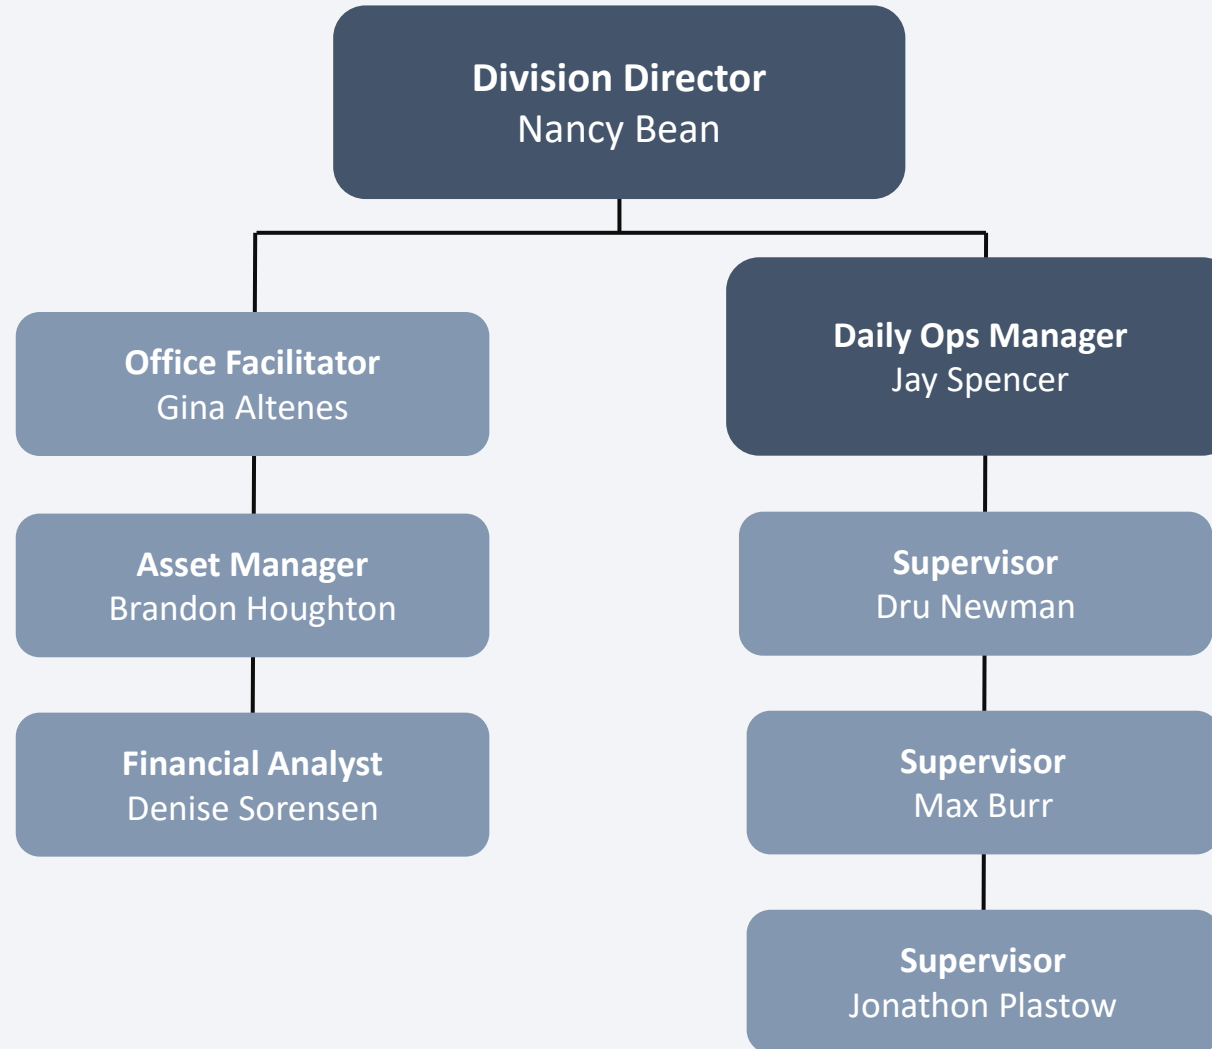 Division Director
Nancy Bean
Office Facilitator
Gina Altenes
Asset Manager
Brandon Houghton
Financial Analyst
Denise Sorensen
Daily Ops Manager
Jay Spencer
Supervisor
Dru Newman
Supervisor
Max Burr
Supervisor
Jonathon Plastow